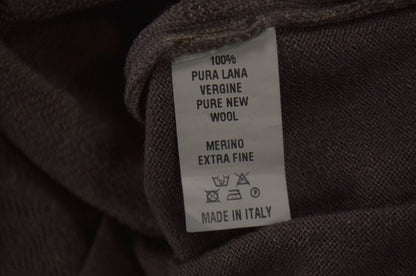 100%
PURA LANA
VERGINE
PURE NEW
WOOL
MERINO
EXTRA FINE
MADE IN ITALY